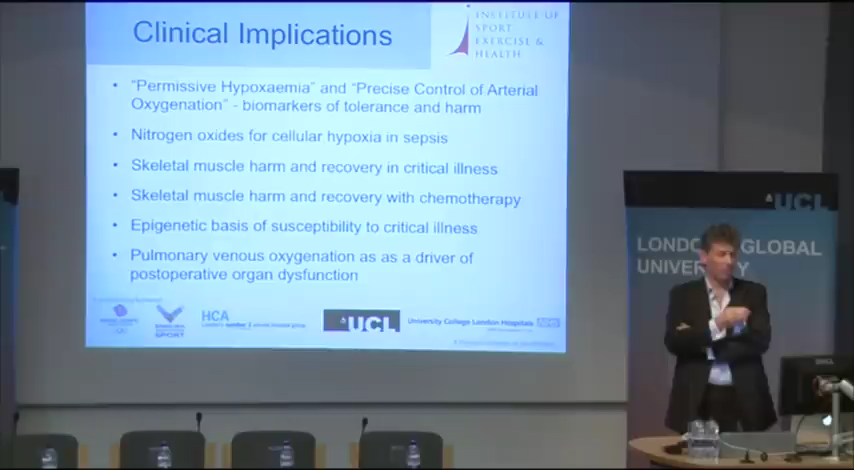 Clinical Implications
INSTITUTE OF
SPORT
EXERCISE &
HEALTH
• "Permissive Hypoxaemia" and "Precise Control of Arterial
Oxygenation" - biomarkers of tolerance and harm
• Nitrogen oxides for cellular hypoxia in sepsis
• Skeletal muscle harm and recovery in critical illness
• Skeletal muscle harm and recovery with chemotherapy
• Epigenetic basis of susceptibility to critical illness
• Pulmonary venous oxygenation as as a driver of
postoperative organ dysfunction
HCA
SPORT
UCL
University College London Hospitals NHS
UCL
LONDON GLOBAL
UNIVERSITY